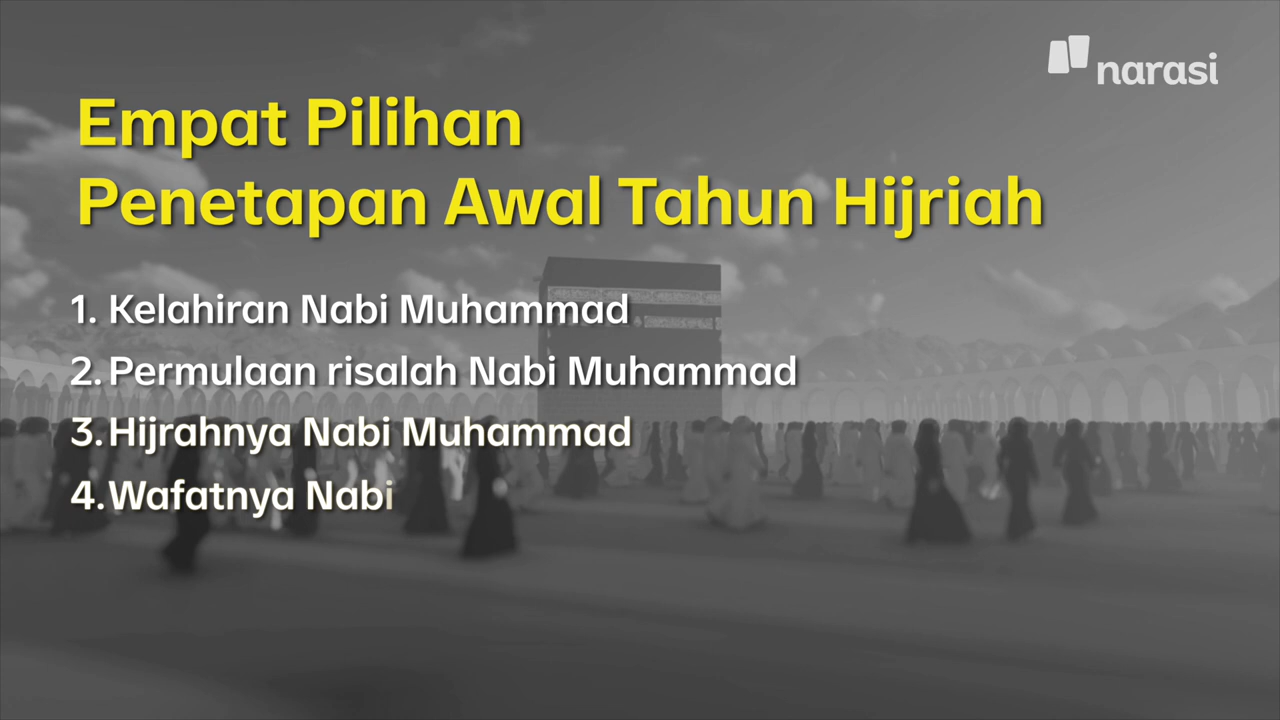 narasi
Empat Pilihan
Penetapan Awal Tahun Hijriah
1. Kelahiran Nabi Muhammad
2. Permulaan risalah Nabi Muhammad
3. Hijrahnya Nabi Muhammad
4. Wafatnya Nabi